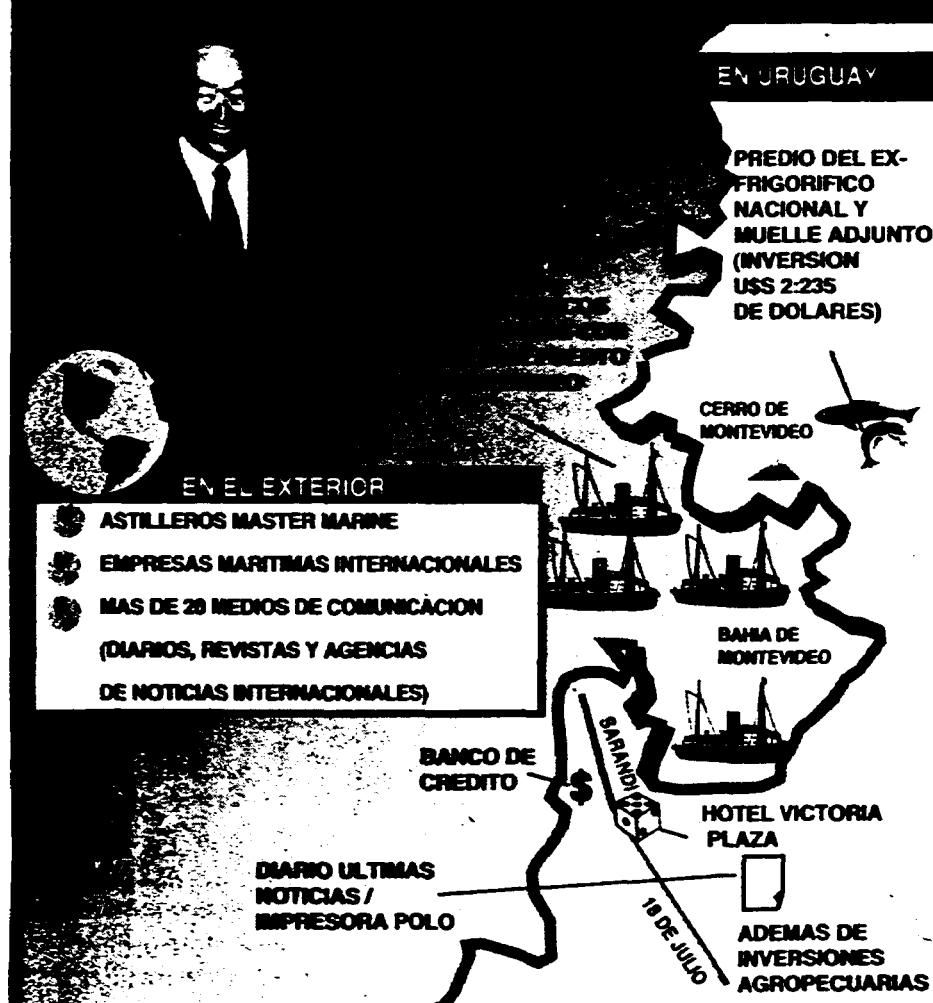 EN URUGUAY
PREDIO DEL EX-
FRIGORIFICO
NACIONAL Y
MUELLE ADJUNTO
(INVERSION
U$S 2:235
DE DOLARES)
CERRO DE
MONTEVIDEO
EN EL EXTERIOR
ASTILLEROS MASTER MARINE
EMPRESAS MARITIMAS INTERNACIONALES
MAS DE 20 MEDIOS DE COMUNICACION
(DIARIOS, REVISTAS Y AGENCIAS
DE NOTICIAS INTERNACIONALES)
BAHIA DE
MONTEVIDEO
SARANDI
BANCO DE
CREDITO
$
HOTEL VICTORIA
PLAZA
DIARIO ULTIMAS
NOTICIAS /
IMPRESORA POLO
18 DE JULIO
ADEMAS DE
INVERSIONES
AGROPECUARIAS